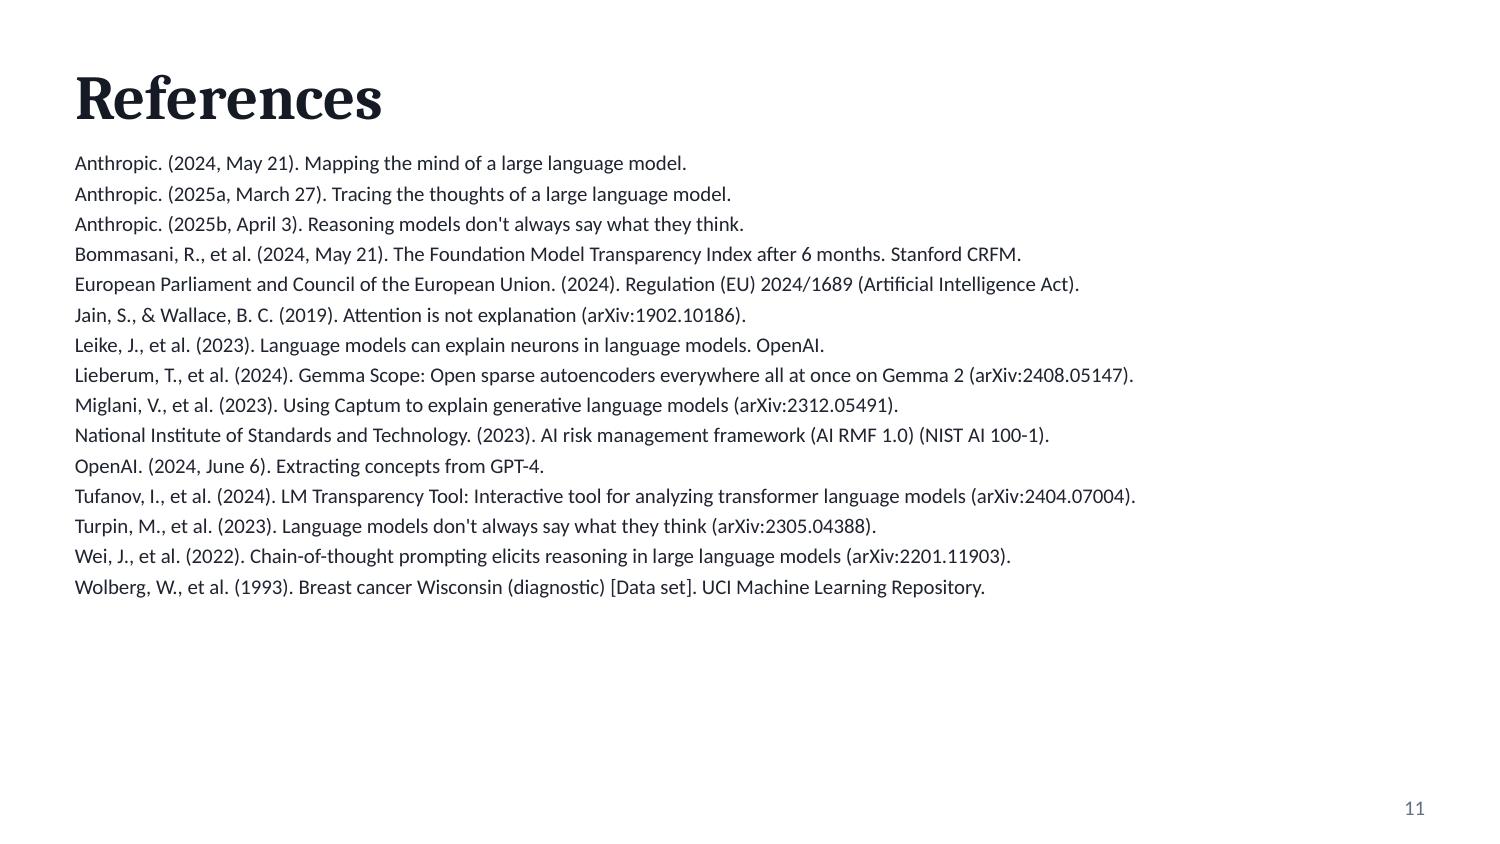 References
Anthropic. (2024, May 21). Mapping the mind of a large language model.
Anthropic. (2025a, March 27). Tracing the thoughts of a large language model.
Anthropic. (2025b, April 3). Reasoning models don't always say what they think.
Bommasani, R., et al. (2024, May 21). The Foundation Model Transparency Index after 6 months. Stanford CRFM.
European Parliament and Council of the European Union. (2024). Regulation (EU) 2024/1689 (Artificial Intelligence Act).
Jain, S., & Wallace, B. C. (2019). Attention is not explanation (arXiv:1902.10186).
Leike, J., et al. (2023). Language models can explain neurons in language models. OpenAI.
Lieberum, T., et al. (2024). Gemma Scope: Open sparse autoencoders everywhere all at once on Gemma 2 (arXiv:2408.05147).
Miglani, V., et al. (2023). Using Captum to explain generative language models (arXiv:2312.05491).
National Institute of Standards and Technology. (2023). AI risk management framework (AI RMF 1.0) (NIST AI 100-1).
OpenAI. (2024, June 6). Extracting concepts from GPT-4.
Tufanov, I., et al. (2024). LM Transparency Tool: Interactive tool for analyzing transformer language models (arXiv:2404.07004).
Turpin, M., et al. (2023). Language models don't always say what they think (arXiv:2305.04388).
Wei, J., et al. (2022). Chain-of-thought prompting elicits reasoning in large language models (arXiv:2201.11903).
Wolberg, W., et al. (1993). Breast cancer Wisconsin (diagnostic) [Data set]. UCI Machine Learning Repository.
11